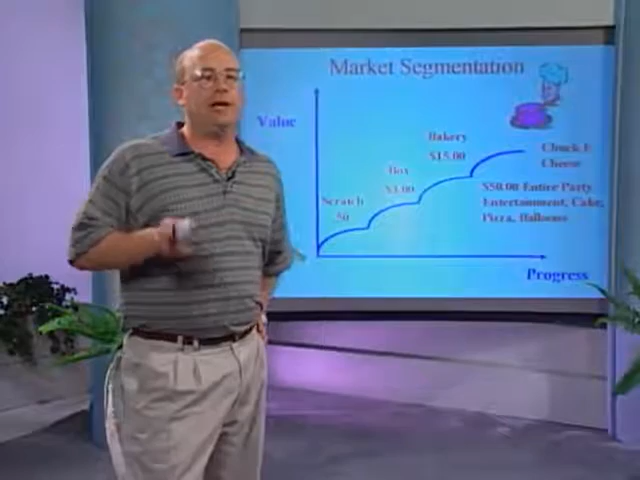 Market Segmentation
Value
Bakery
$15.00
Chuck E
Cheese
Box
$3.00
Scratch
.50
$50.00 Entire Party
Entertainment, Cake,
Pizza, Balloons
Progress